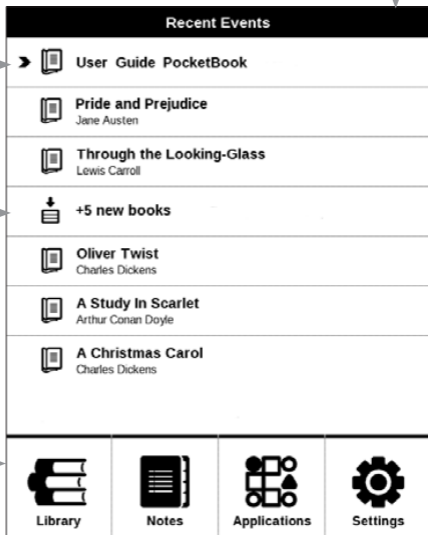 Recent Events
User Guide PocketBook
Pride and Prejudice
Jane Austen
Through the Looking-Glass
Lewis Carroll
+5 new books
Oliver Twist
Charles Dickens
A Study In Scarlet
Arthur Conan Doyle
A Christmas Carol
Charles Dickens
Library Notes Applications Settings